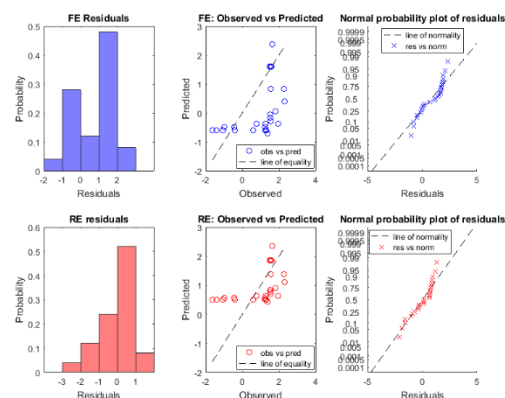 FE Residuals
0.5
0.4
0.3
0.2
0.1
0
-2 -1 0 1 2
Probability
Residuals
FE: Observed vs Predicted
3
2
1
0
-1
-2
-2 0 2 4
Predicted
Observed
obs vs pred
line of equality
Normal probability plot of residuals
0.9999
0.999
0.995
0.99
0.95
0.9
0.75
0.5
0.25
0.1
0.05
0.01
0.005
0.001
0.0001
-5 0 5
Probability
Residuals
line of normality
res vs norm
RE residuals
0.6
0.5
0.4
0.3
0.2
0.1
0
-3 -2 -1 0 1
Probability
Residuals
RE: Observed vs Predicted
3
2
1
0
-1
-2
-2 0 2 4
Predicted
Observed
obs vs pred
line of equality
Normal probability plot of residuals
0.9999
0.999
0.995
0.99
0.95
0.9
0.75
0.5
0.25
0.1
0.05
0.01
0.005
0.001
0.0001
-5 0 5
Probability
Residuals
line of normality
res vs norm